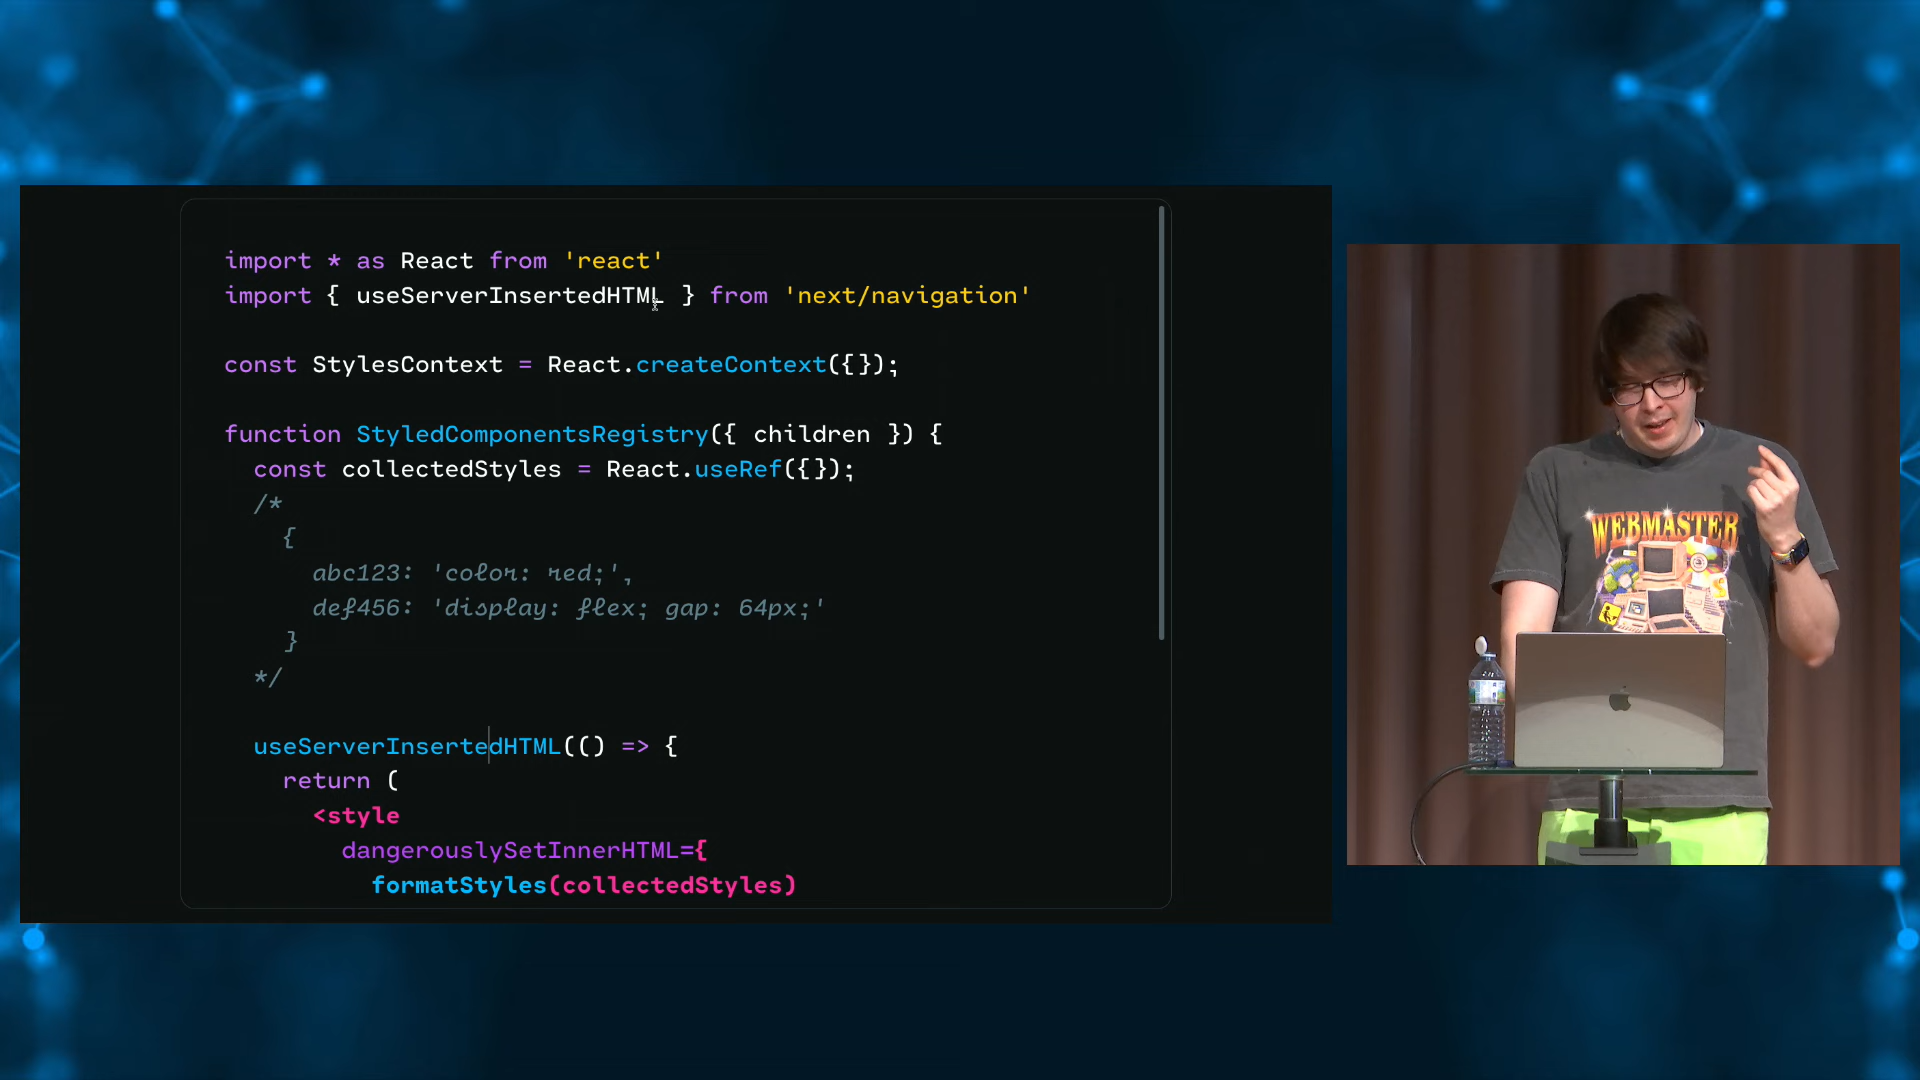 import * as React from 'react'
import { useServerInsertedHTML } from 'next/navigation'
const StylesContext = React.createContext({});
function StyledComponentsRegistry({ children }) {
const collectedStyles = React.useRef({});
/*
{
abc123: 'color: red;',
def456: 'display: flex; gap: 64px;'
}
*/
useServerInsertedHTML(() => {
return (
<style
dangerouslySetInnerHTML={
formatStyles(collectedStyles)
WEBMASTER